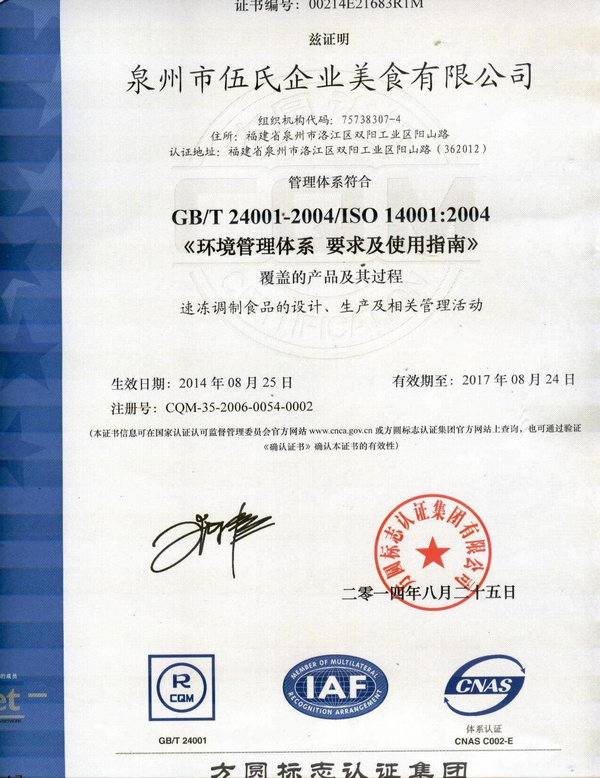 证书编号：00214E21683R1M
兹证明
泉州市伍氏企业美食有限公司
组织机构代码：75738307-4
住所：福建省泉州市洛江区双阳工业区阳山路
认证地址：福建省泉州市洛江区双阳工业区阳山路（362012）
管理体系符合
GB/T 24001-2004/ISO 14001:2004
《环境管理体系 要求及使用指南》
覆盖的产品及其过程
速冻调制食品的设计、生产及相关管理活动
生效日期：2014 年 08 月 25 日
有效期至：2017 年 08 月 24 日
注册号：CQM-35-2006-0054-0002
(本证书信息可在国家认证认可监督管理委员会官方网站 www.cnca.gov.cn 或方圆标志认证集团官方网站上查询，也可通过验证
《确认证书》确认本证书的有效性)
方圆标志认证集团有限公司
二零一四年八月二十五日
的成员
et
NETWORK
R
CQM
GB/T 24001
MEMBER OF MULTILATERAL
IAF
RECOGNITION ARRANGEMENT
CNAS
体系认证
CNAS C002-E
方圆标志认证集团